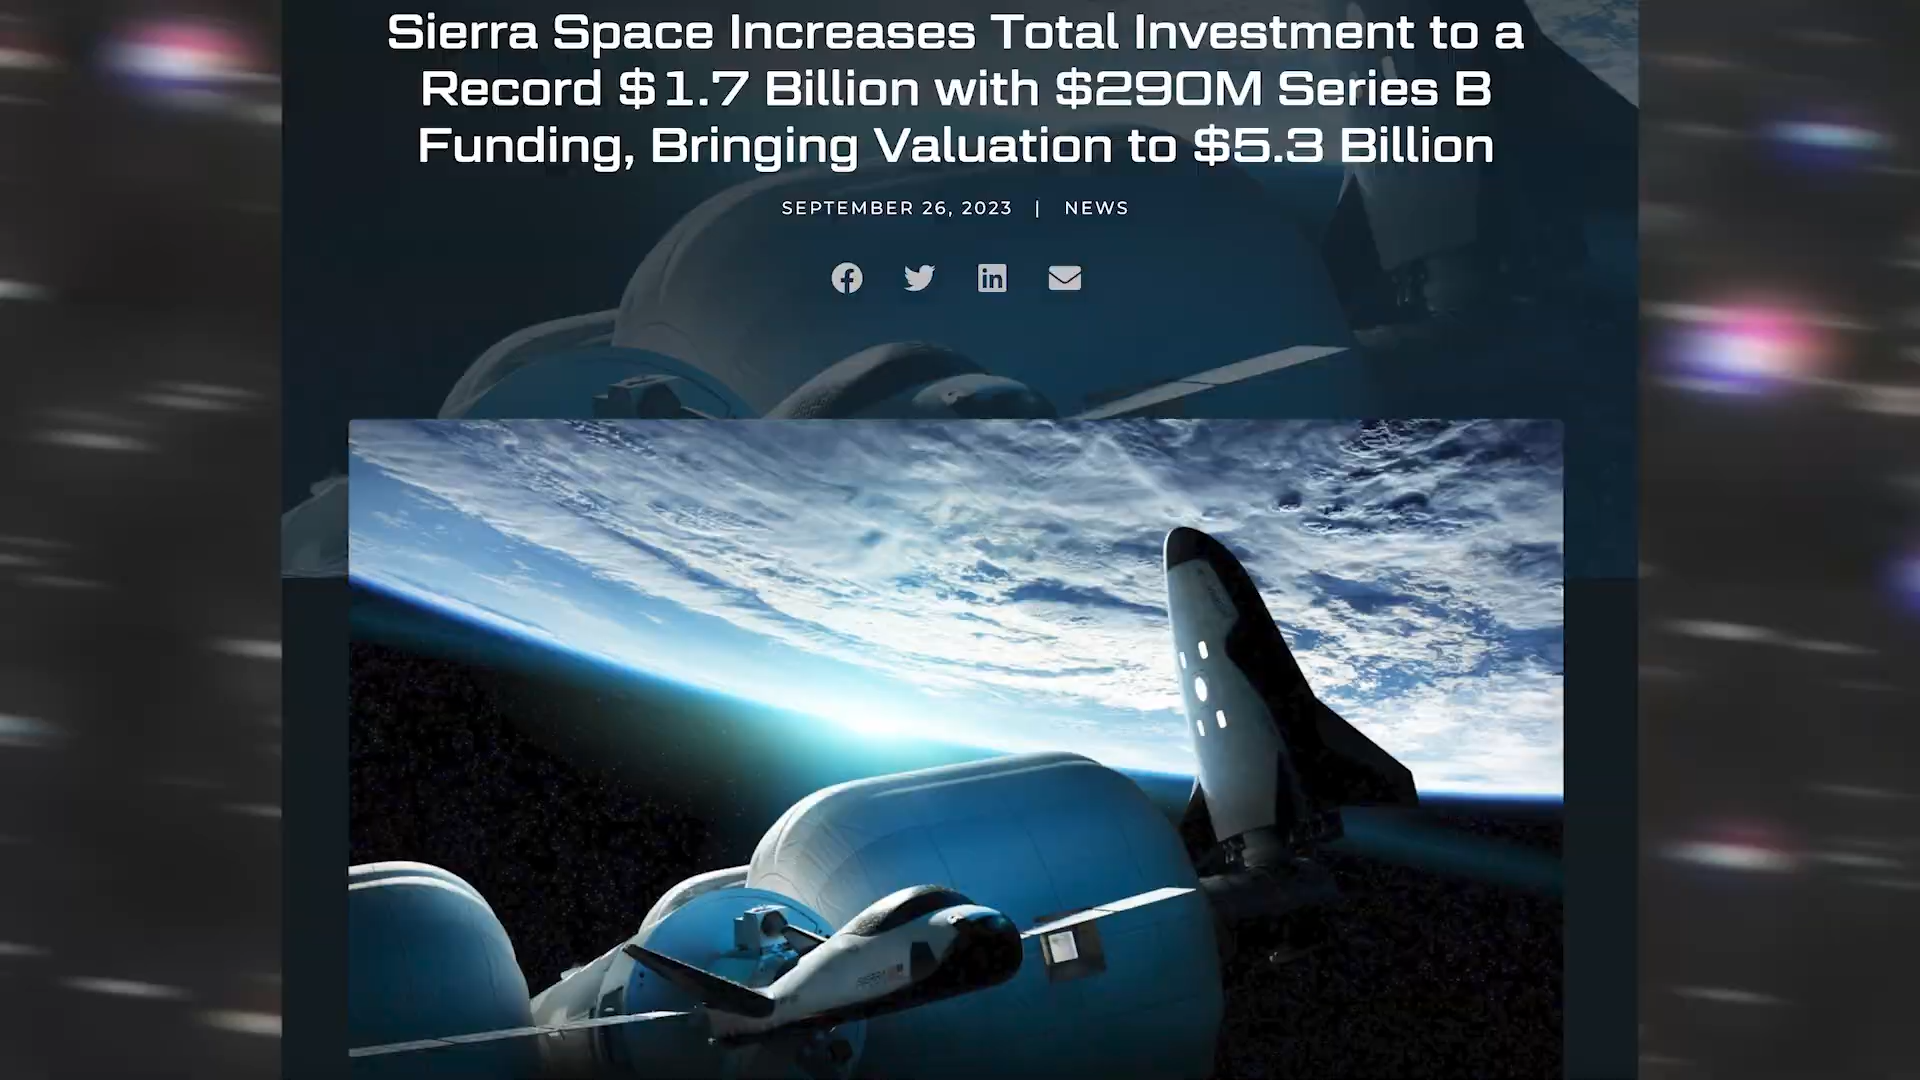 Sierra Space Increases Total Investment to a
Record $1.7 Billion with $290M Series B
Funding, Bringing Valuation to $5.3 Billion
SEPTEMBER 26, 2023 | NEWS
SIERRA